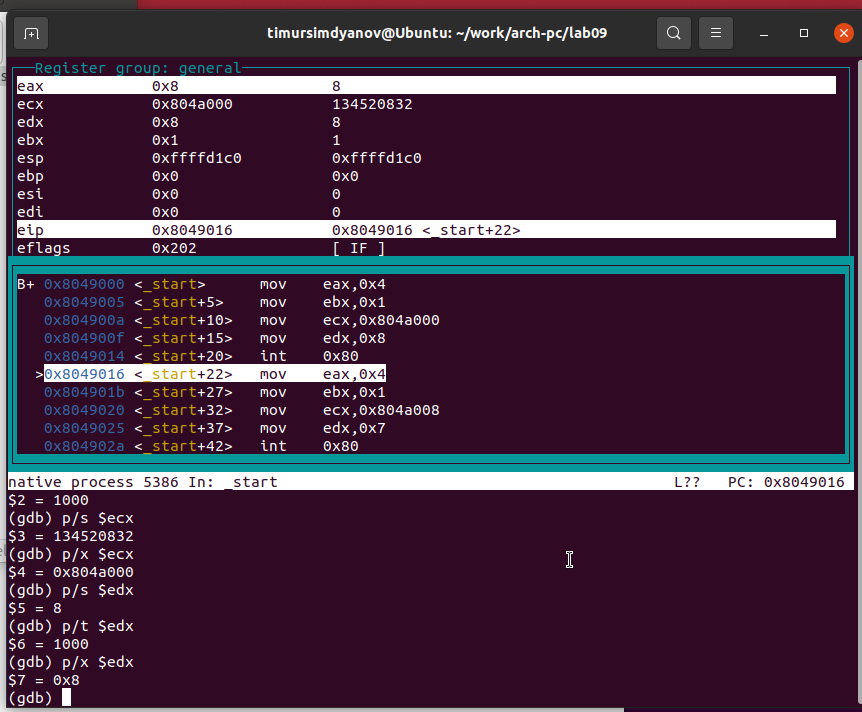 timursimdyanov@Ubuntu: ~/work/arch-pc/lab09
Register group: general
eax 0x8 8
ecx 0x804a000 134520832
edx 0x8 8
ebx 0x1 1
esp 0xffffd1c0 0xffffd1c0
ebp 0x0 0x0
esi 0x0 0
edi 0x0 0
eip 0x8049016 0x8049016 <_start+22>
eflags 0x202 [ IF ]
B+ 0x8049000 <_start> mov eax,0x4
0x8049005 <_start+5> mov ebx,0x1
0x804900a <_start+10> mov ecx,0x804a000
0x804900f <_start+15> mov edx,0x8
0x8049014 <_start+20> int 0x80
>0x8049016 <_start+22> mov eax,0x4
0x804901b <_start+27> mov ebx,0x1
0x8049020 <_start+32> mov ecx,0x804a008
0x8049025 <_start+37> mov edx,0x7
0x804902a <_start+42> int 0x80
native process 5386 In: _start L?? PC: 0x8049016
$2 = 1000
(gdb) p/s $ecx
$3 = 134520832
(gdb) p/x $ecx
$4 = 0x804a000
(gdb) p/s $edx
$5 = 8
(gdb) p/t $edx
$6 = 1000
(gdb) p/x $edx
$7 = 0x8
(gdb)